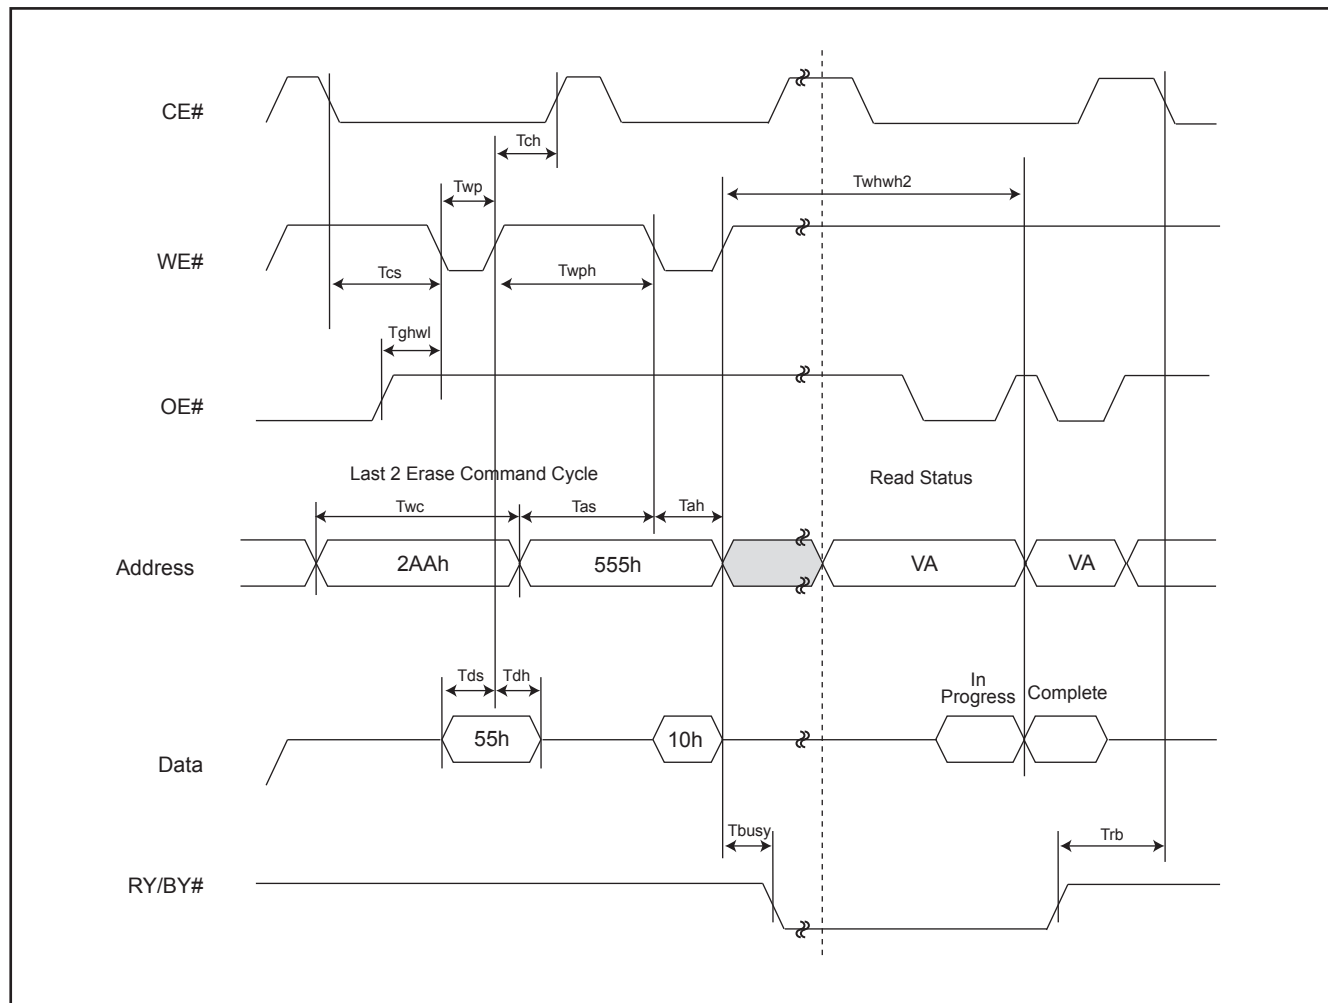 CE#
Tch
Twp
Twhwh2
WE#
Tcs
Twph
Tghwl
OE#
Last 2 Erase Command Cycle
Read Status
Twc
Tas
Tah
Address
2AAh
555h
VA
VA
Tds
Tdh
In
Progress
Complete
55h
10h
Data
Tbusy
Trb
RY/BY#